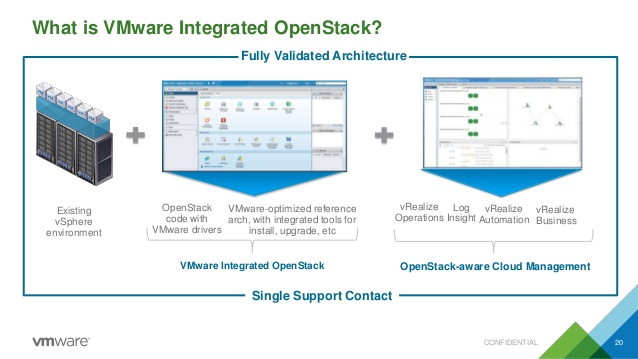 What is VMware Integrated OpenStack?
Fully Validated Architecture
Existing
vSphere
environment
OpenStack
code with
VMware drivers
VMware-optimized reference
arch, with integrated tools for
install, upgrade, etc
VMware Integrated OpenStack
vRealize
Operations
Log
Insight
vRealize
Automation
vRealize
Business
OpenStack-aware Cloud Management
Single Support Contact
vmware®
CONFIDENTIAL
20